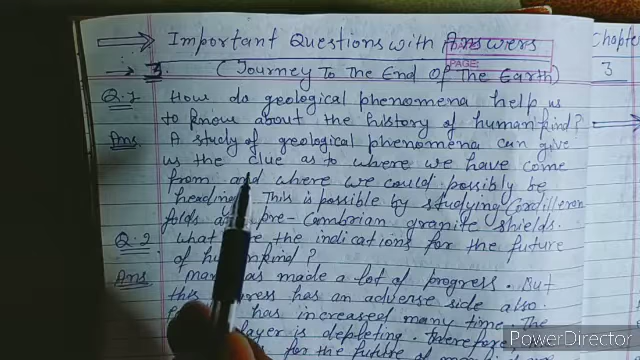 Important Questions with Answers
PAGE:
3. (Journey To The End Of The Earth)
Q.1 How do geological phenomena help us
to know about the history of humankind?
Ans A study of geological phenomena can give
us the clue as to where we have come
from and where we could possibly be
heading. This is possible by studying Cordilleran
folds and pre-Cambrian granite shields.
Q.2 What are the indications for the future
of humankind?
Ans Man has made a lot of progress. But
this has an adverse side also.
has increased many time. The
layer is depleting. Therefore
for the future of
Chapter
3
PowerDirector